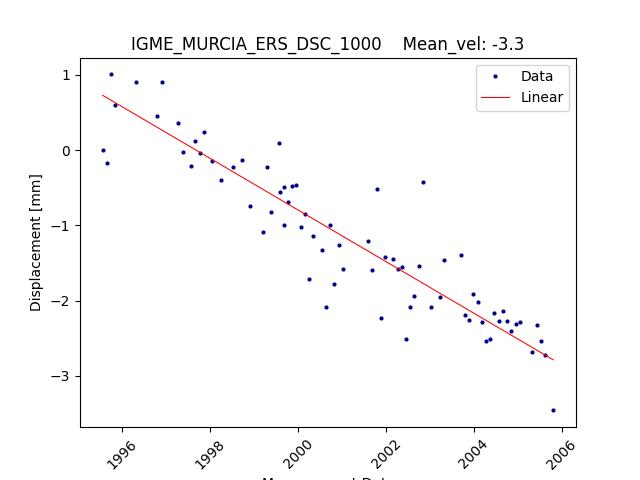 IGME_MURCIA_ERS_DSC_1000 Mean_vel: -3.3
Data
Linear
Displacement [mm]
1
0
−1
−2
−3
1996
1998
2000
2002
2004
2006